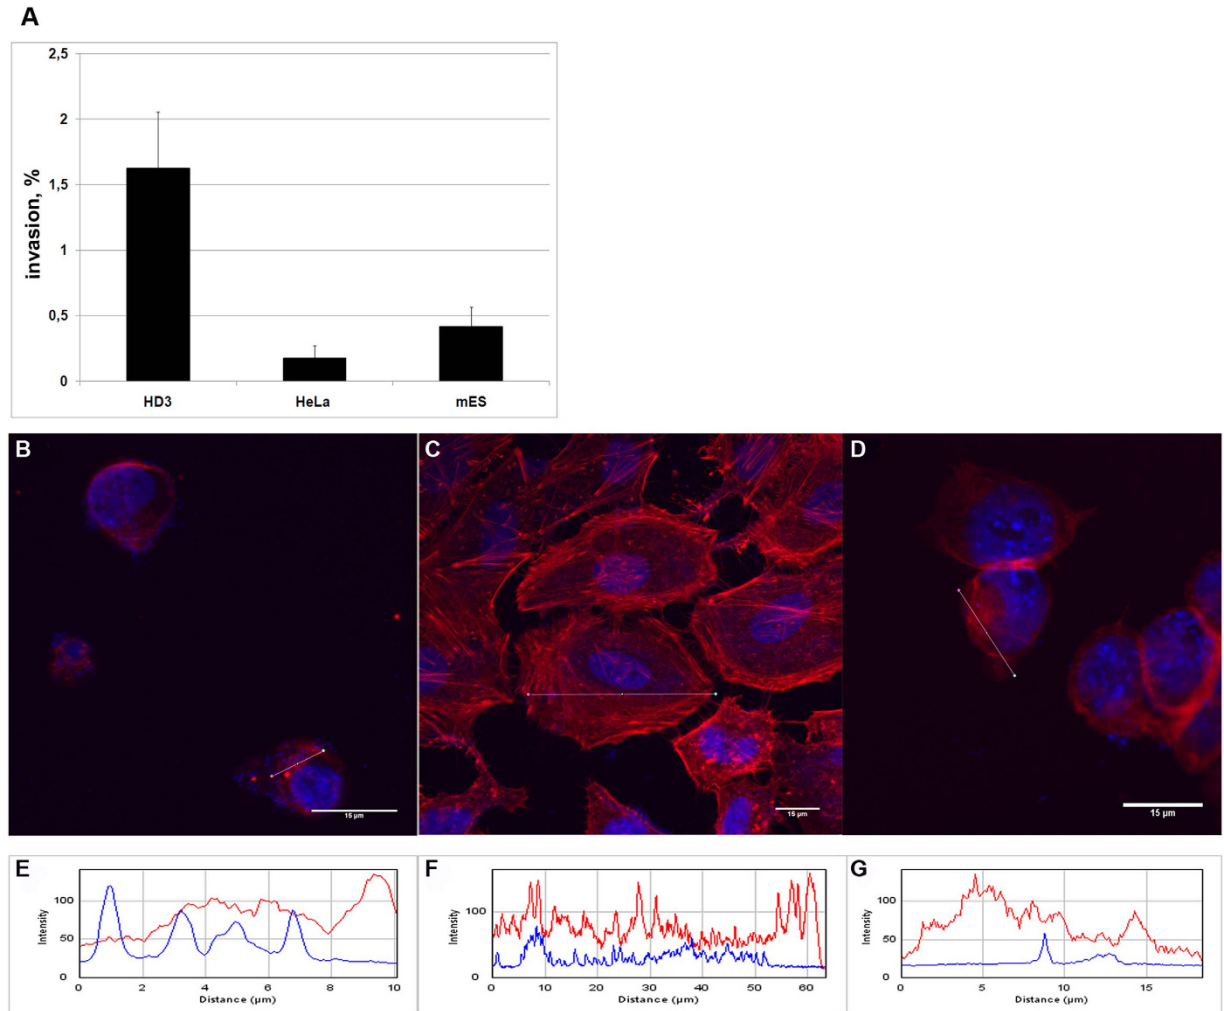 A
2,5
2
1,5
1
0,5
0
invasion, %
HD3 HeLa mES
B C D
15 µm 15 µm 15 µm
E F G
100
50
0
Intensity
0 2 4 6 8 10
Distance (µm)
100
0
Intensity
0 10 20 30 40 50 60
Distance (µm)
100
50
0
Intensity
0 5 10 15
Distance (µm)